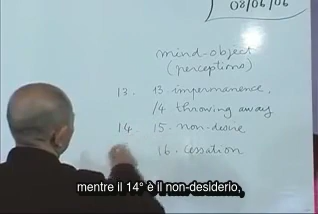 08/06/06
mind-object
(perceptions)
13. 13 impermanence,
14 throwing away
14. 15. non-desire
16. cessation
mentre il 14° è il non-desiderio,